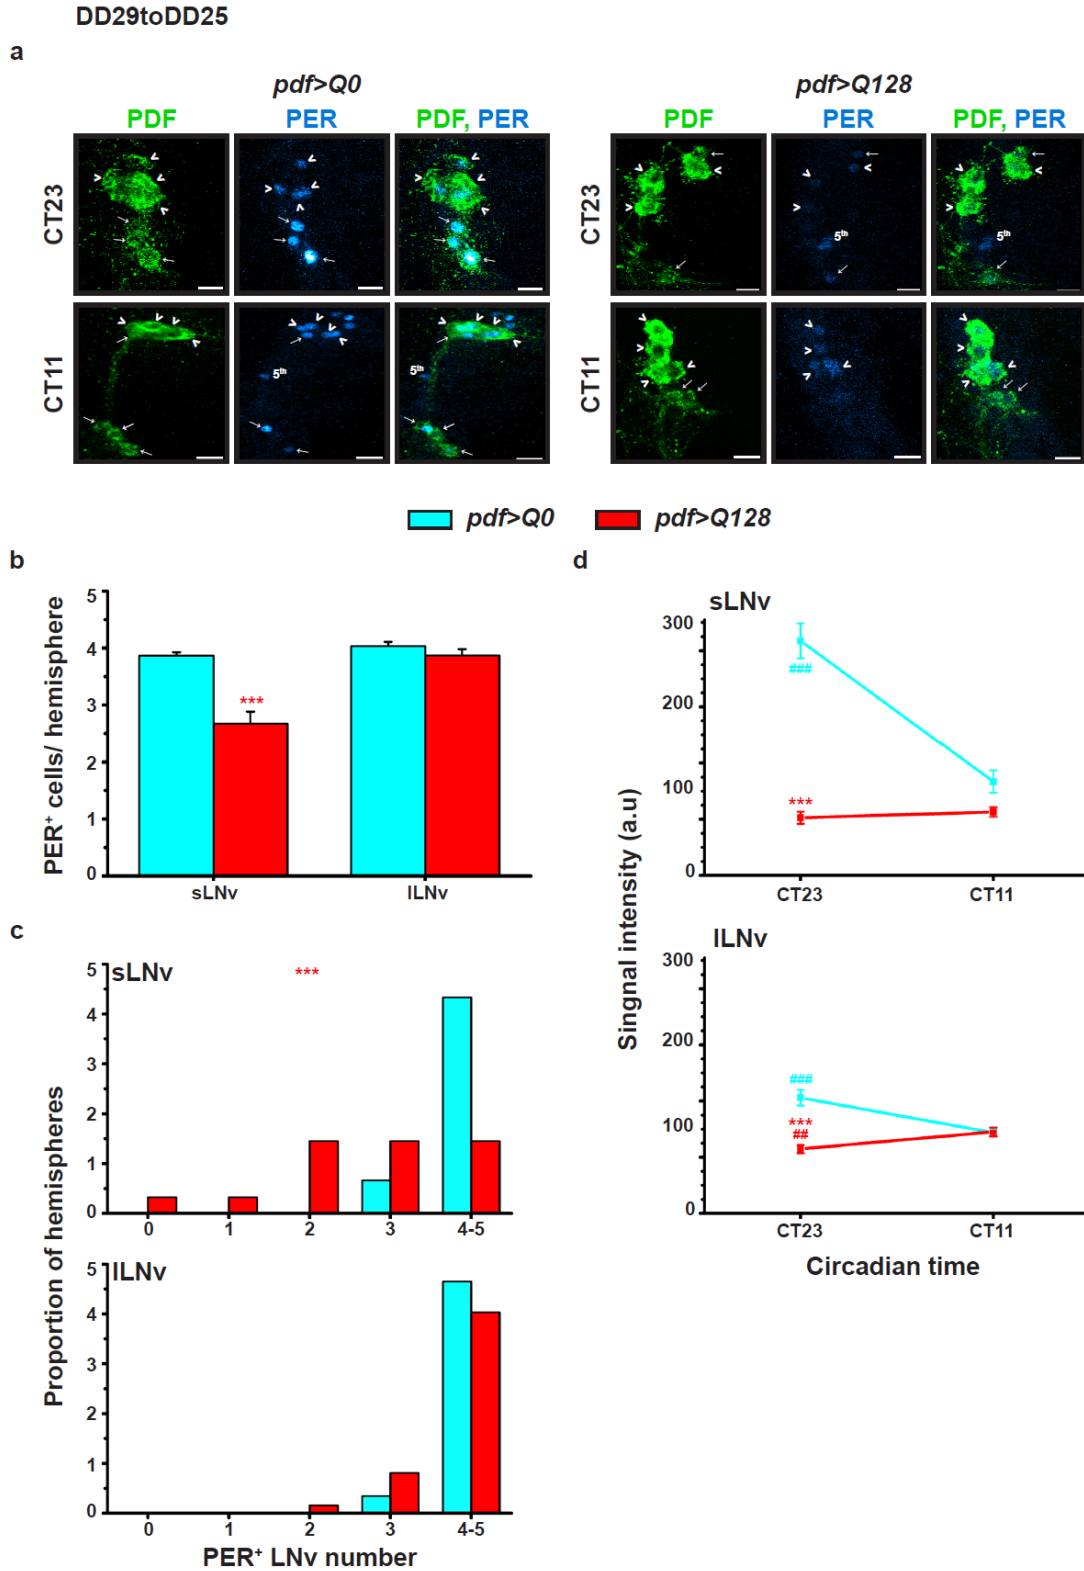 DD29toDD25
a
pdf>Q0
pdf>Q128
PDF PER PDF, PER
PDF PER PDF, PER
CT23
CT23
5th
5th
CT11
CT11
5th
5th
pdf>Q0 pdf>Q128
b
PER+ cells/ hemisphere
5
4
3
2
1
0
***
sLNv lLNv
c
Proportion of hemispheres
sLNv
***
5
4
3
2
1
0
0 1 2 3 4-5
lLNv
5
4
3
2
1
0
0 1 2 3 4-5
PER+ LNv number
d
Singnal intensity (a.u)
sLNv
300
200
100
0
###
***
CT23 CT11
lLNv
300
200
100
0
###
***
##
CT23 CT11
Circadian time